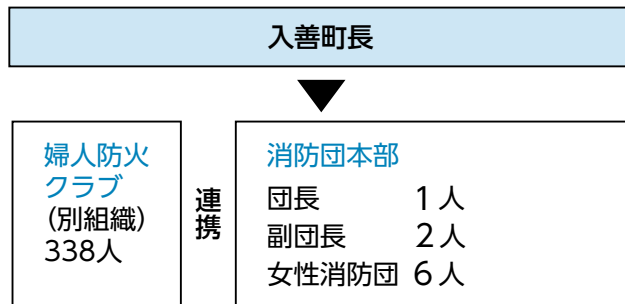 入善町長
婦人防火
クラブ
(別組織)
338人
連携
消防団本部
団長 1人
副団長 2人
女性消防団 6人